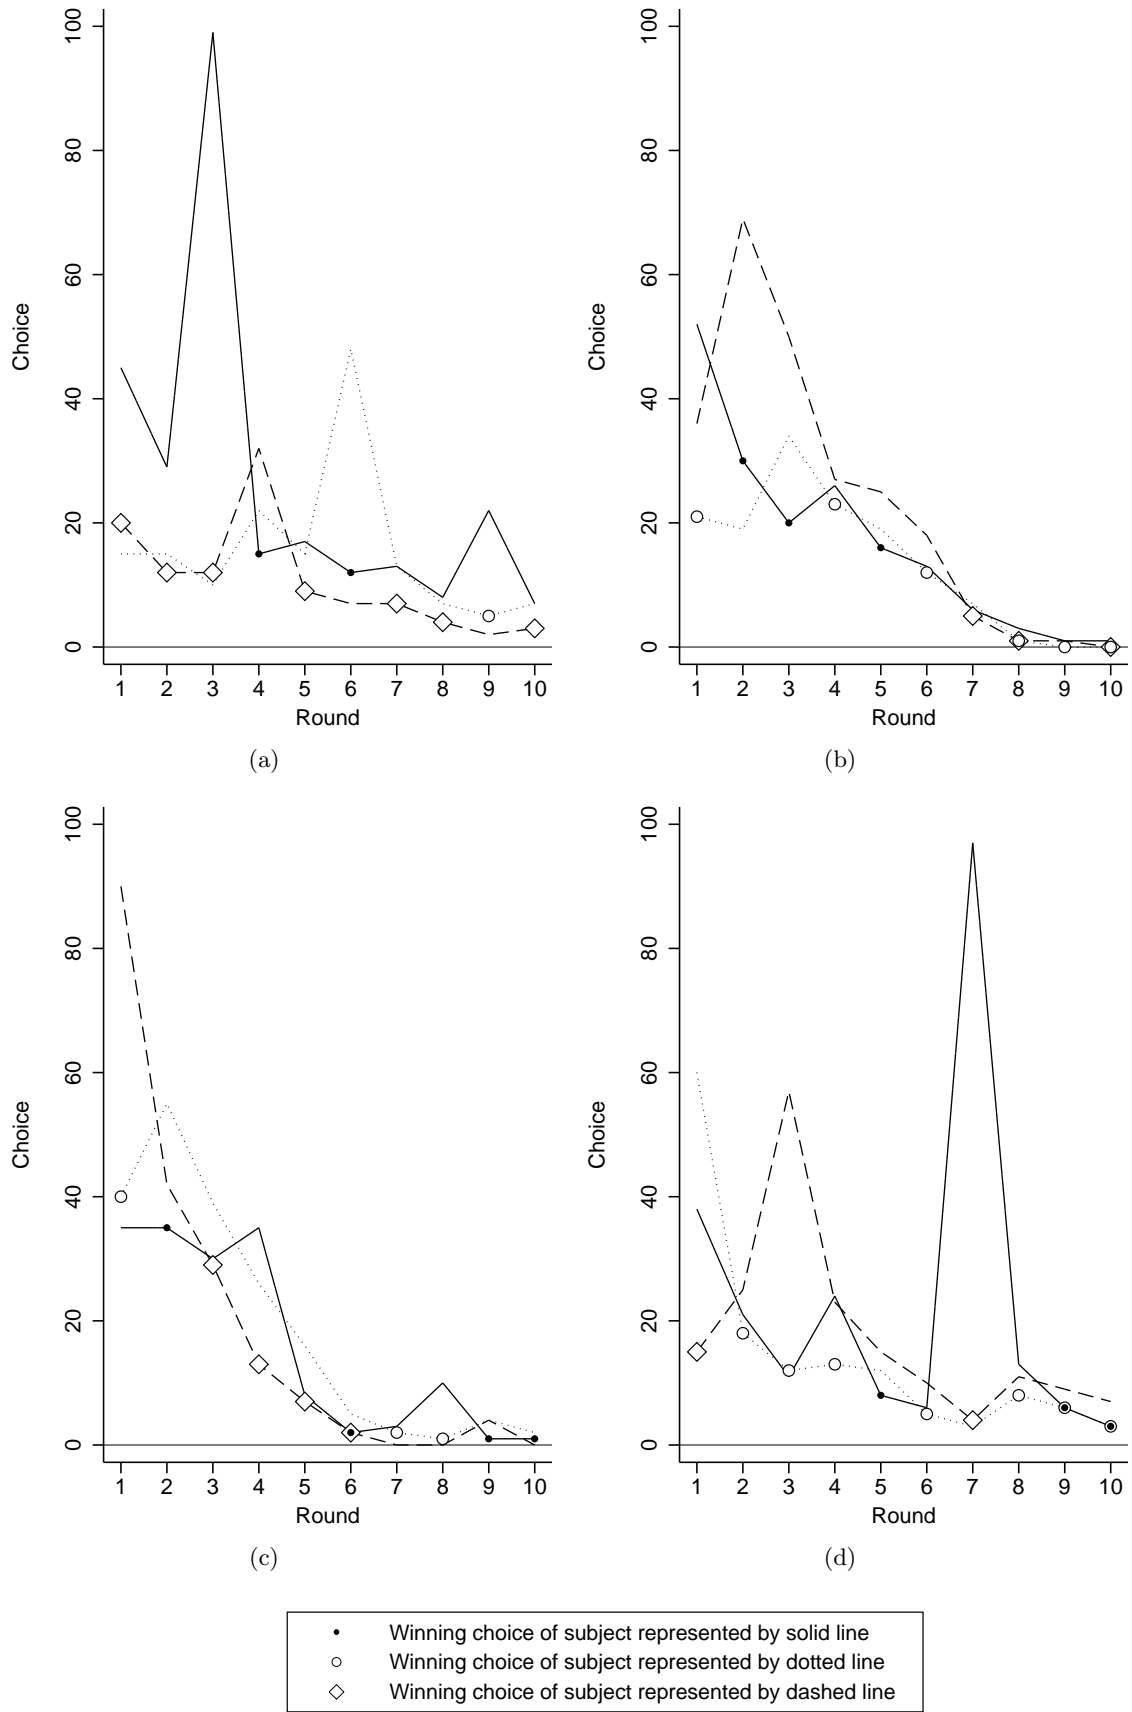 100
80
60
40
20
0
Choice
1 2 3 4 5 6 7 8 9 10
Round
(a)
100
80
60
40
20
0
Choice
1 2 3 4 5 6 7 8 9 10
Round
(b)
100
80
60
40
20
0
Choice
1 2 3 4 5 6 7 8 9 10
Round
(c)
100
80
60
40
20
0
Choice
1 2 3 4 5 6 7 8 9 10
Round
(d)
Winning choice of subject represented by solid line
Winning choice of subject represented by dotted line
Winning choice of subject represented by dashed line